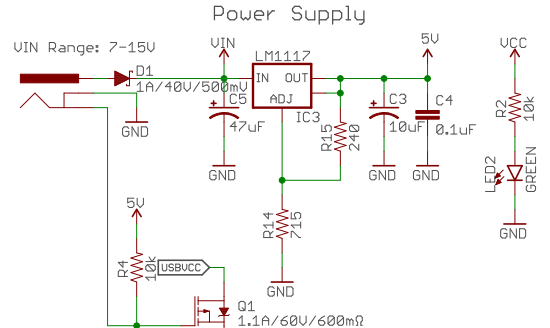 Power Supply
VIN Range: 7-15V
D1
1A/40V/500mV
VIN
C5
47uF
GND
GND
LM1117
IN OUT
ADJ
IC3
R15
240
5V
C3
10uF
GND
C4
0.1uF
GND
R14
715
GND
VCC
R2
10k
LED2
GREEN
GND
5V
R4
10k
USBVCC
Q1
1.1A/60V/600mΩ